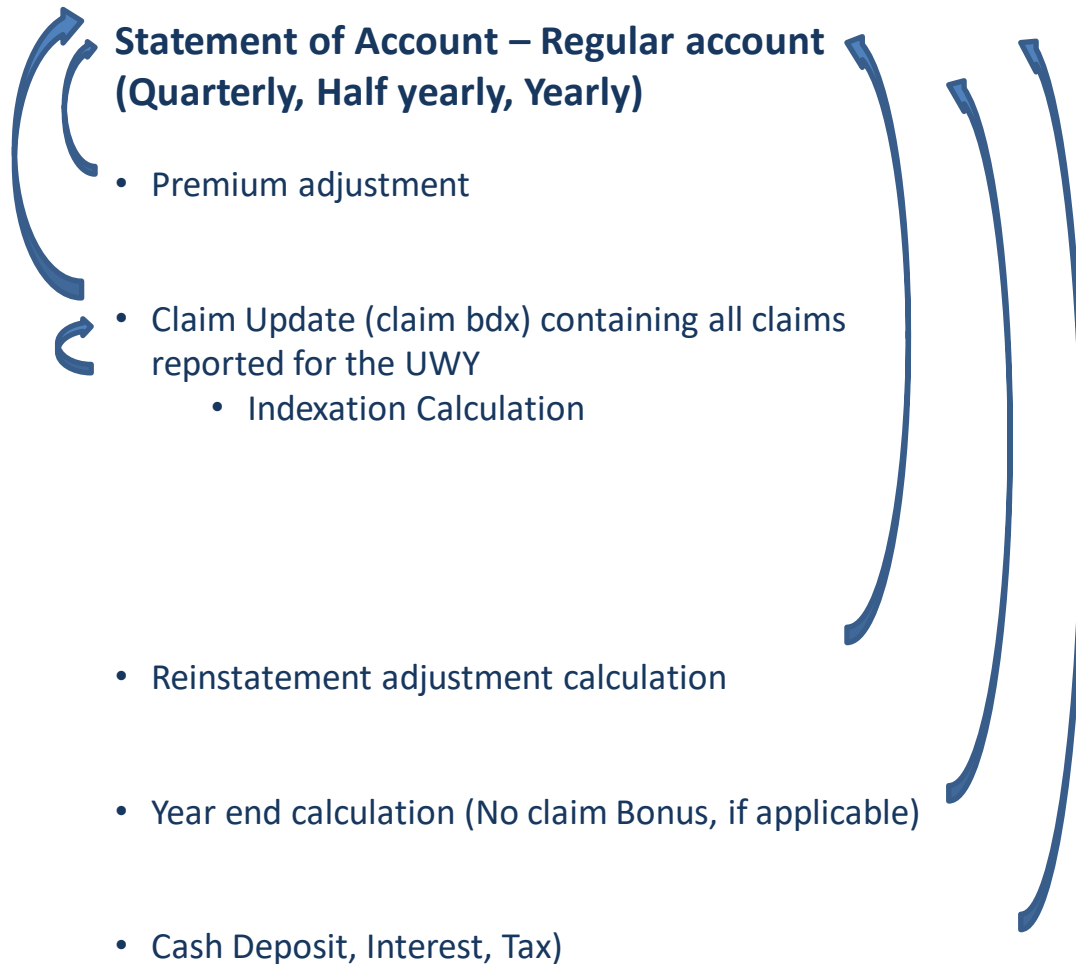 Statement of Account – Regular account
(Quarterly, Half yearly, Yearly)
• Premium adjustment
• Claim Update (claim bdx) containing all claims
reported for the UWY
• Indexation Calculation
• Reinstatement adjustment calculation
• Year end calculation (No claim Bonus, if applicable)
• Cash Deposit, Interest, Tax)